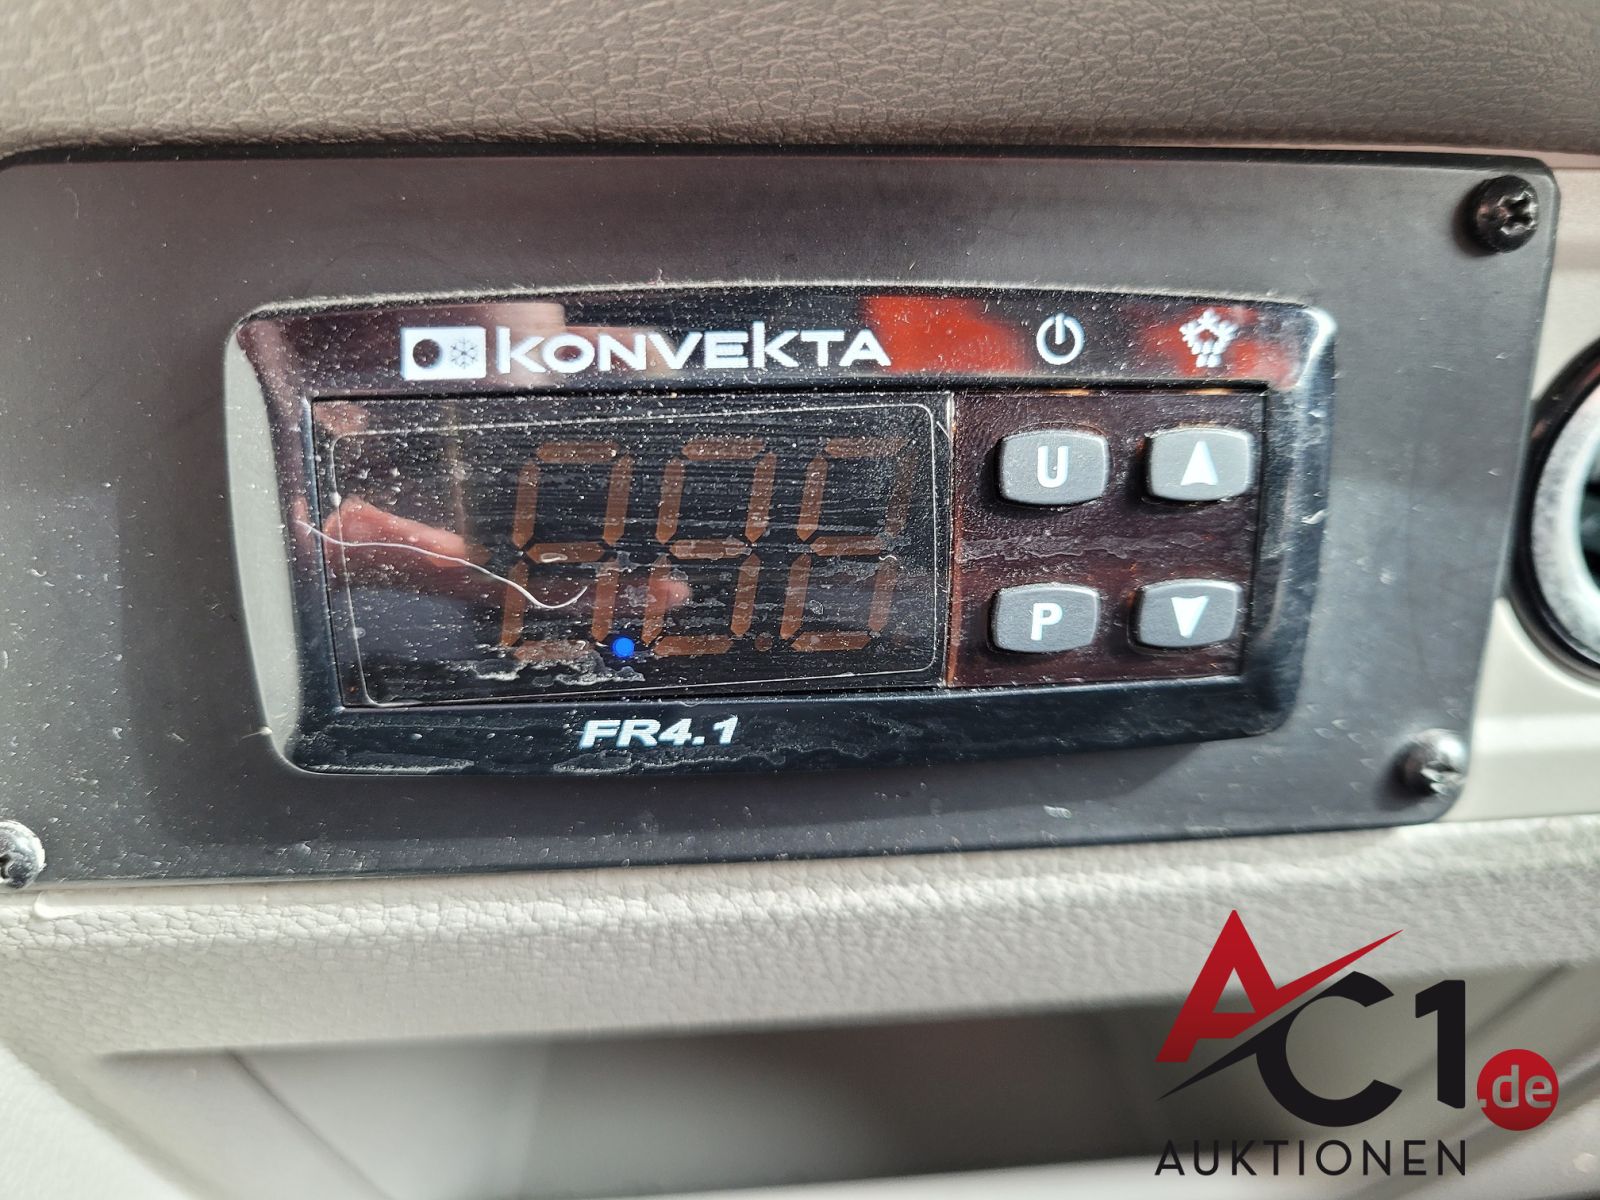 KONVEKTA
U
P
FR4.1
AC1.de
AUKTIONEN